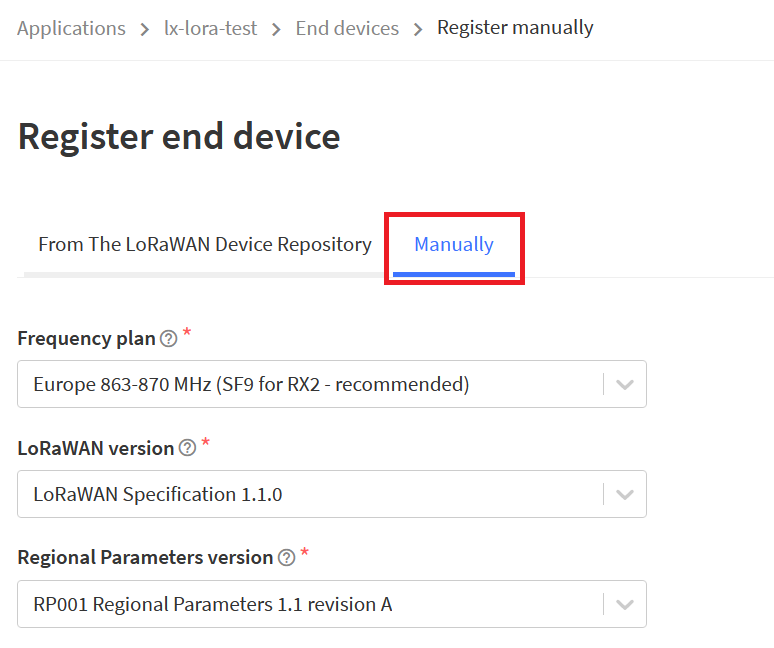 Applications > lx-lora-test > End devices > Register manually
Register end device
From The LoRaWAN Device Repository Manually
Frequency plan ? *
Europe 863-870 MHz (SF9 for RX2 - recommended)
LoRaWAN version ? *
LoRaWAN Specification 1.1.0
Regional Parameters version ? *
RP001 Regional Parameters 1.1 revision A